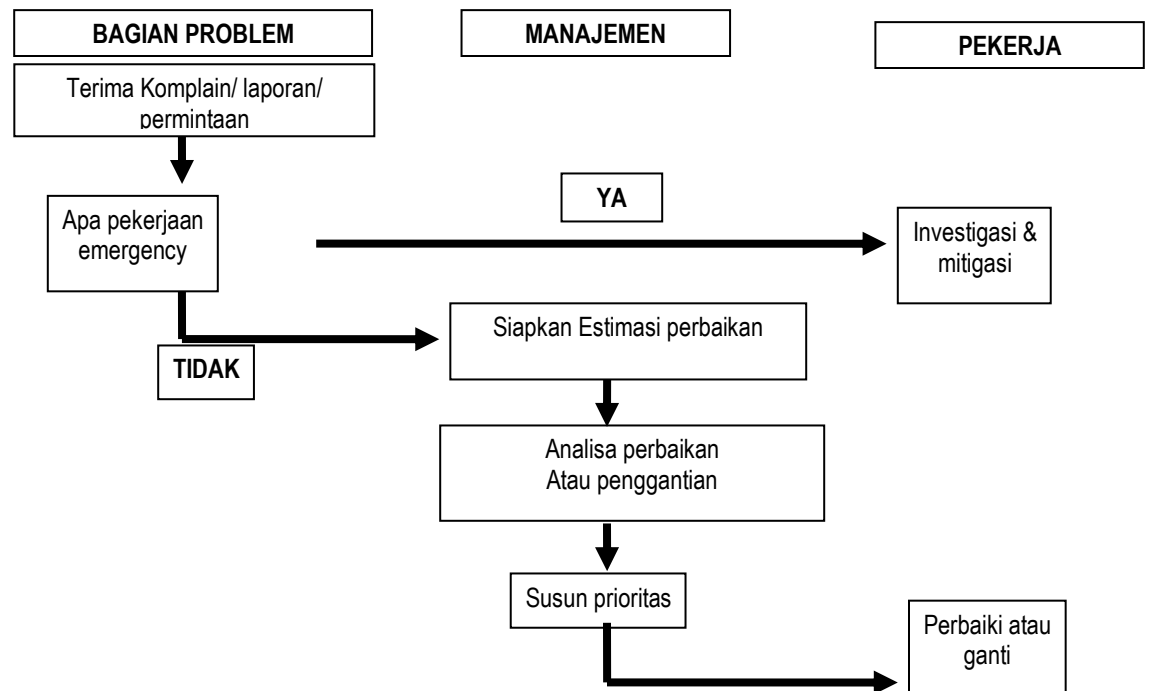 BAGIAN PROBLEM
MANAJEMEN
PEKERJA
Terima Komplain/ laporan/
permintaan
YA
Apa pekerjaan
emergency
Investigasi &
mitigasi
Siapkan Estimasi perbaikan
TIDAK
Analisa perbaikan
Atau penggantian
Susun prioritas
Perbaiki atau
ganti